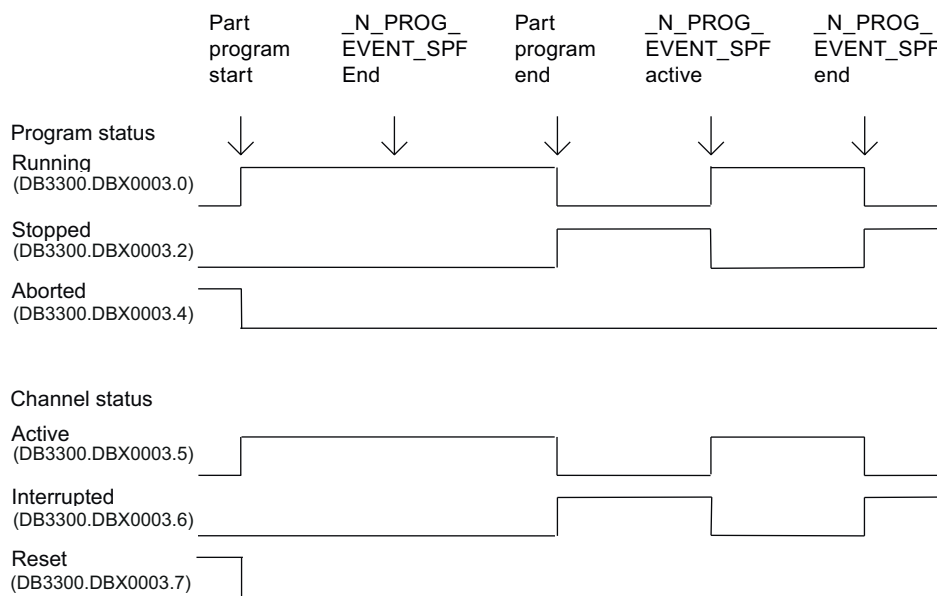 Part
program
start
_N_PROG_
EVENT_SPF
End
Part
program
end
_N_PROG_
EVENT_SPF
active
_N_PROG_
EVENT_SPF
end
Program status
Running
(DB3300.DBX0003.0)
Stopped
(DB3300.DBX0003.2)
Aborted
(DB3300.DBX0003.4)
Channel status
Active
(DB3300.DBX0003.5)
Interrupted
(DB3300.DBX0003.6)
Reset
(DB3300.DBX0003.7)